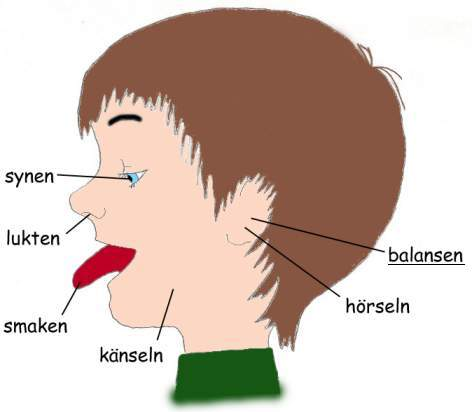 synen
lukten
balansen
hörseln
smaken
känseln